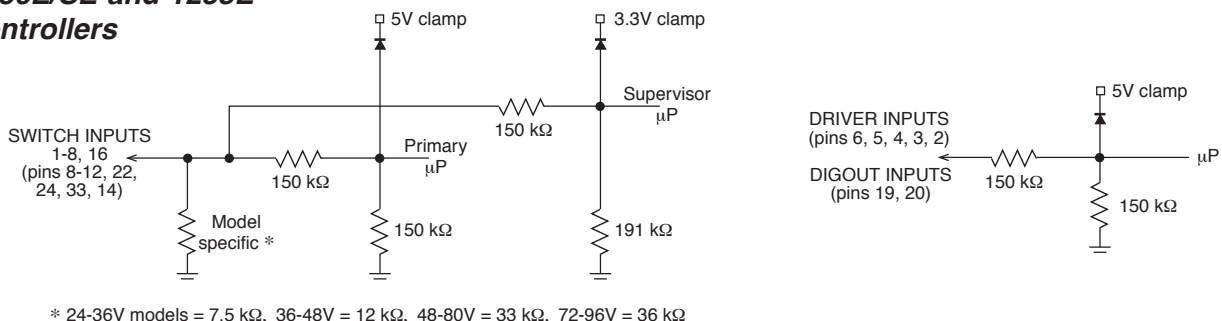 ontrollers
5V clamp
3.3V clamp
Supervisor
µP
150 kΩ
SWITCH INPUTS
1-8, 16
(pins 8-12, 22,
24, 33, 14)
Primary
µP
150 kΩ
Model
specific *
150 kΩ
191 kΩ
5V clamp
DRIVER INPUTS
(pins 6, 5, 4, 3, 2)
DIGOUT INPUTS
(pins 19, 20)
150 kΩ
µP
150 kΩ
* 24-36V models = 7.5 kΩ, 36-48V = 12 kΩ, 48-80V = 33 kΩ, 72-96V = 36 kΩ